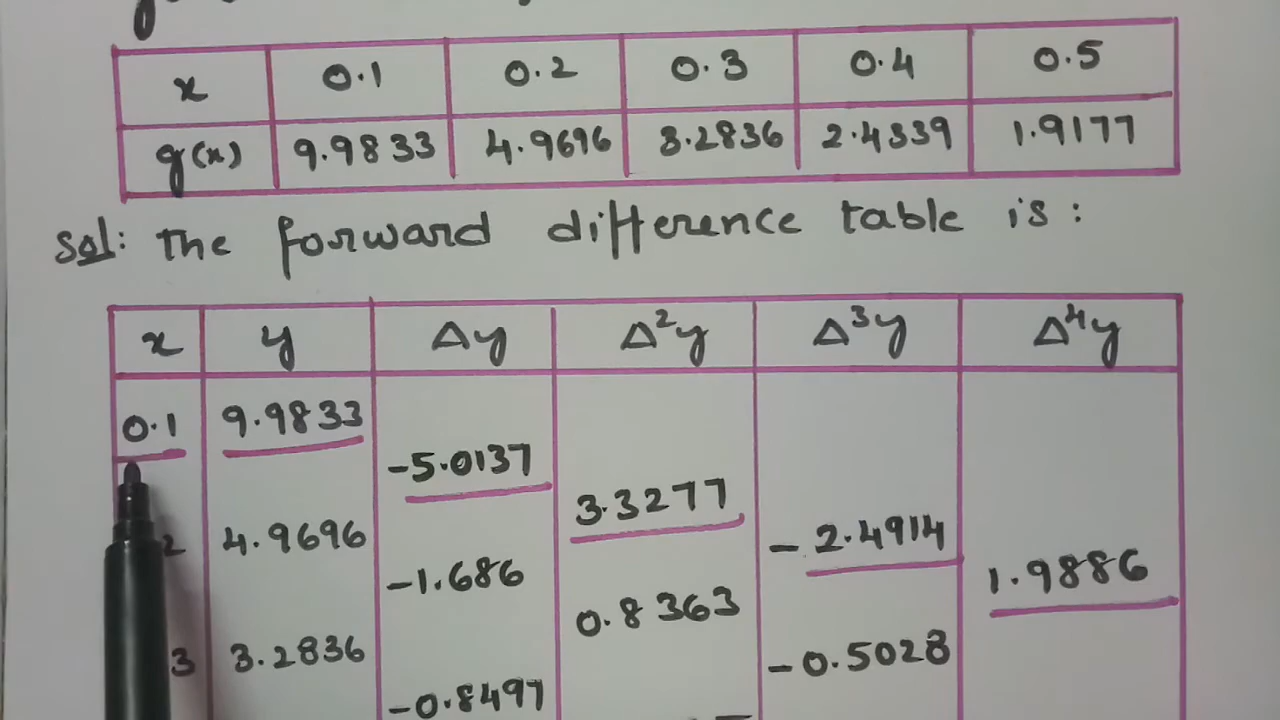 x 0.1 0.2 0.3 0.4 0.5
g(x) 9.9833 4.9696 3.2836 2.4339 1.9177
Sol: The forward difference table is:
x y Δy Δ²y Δ³y Δ⁴y
0.1 9.9833
-5.0137
3.3277
2 4.9696
-2.4914
-1.686
1.9886
0.8363
3 3.2836
-0.5028
-0.8497